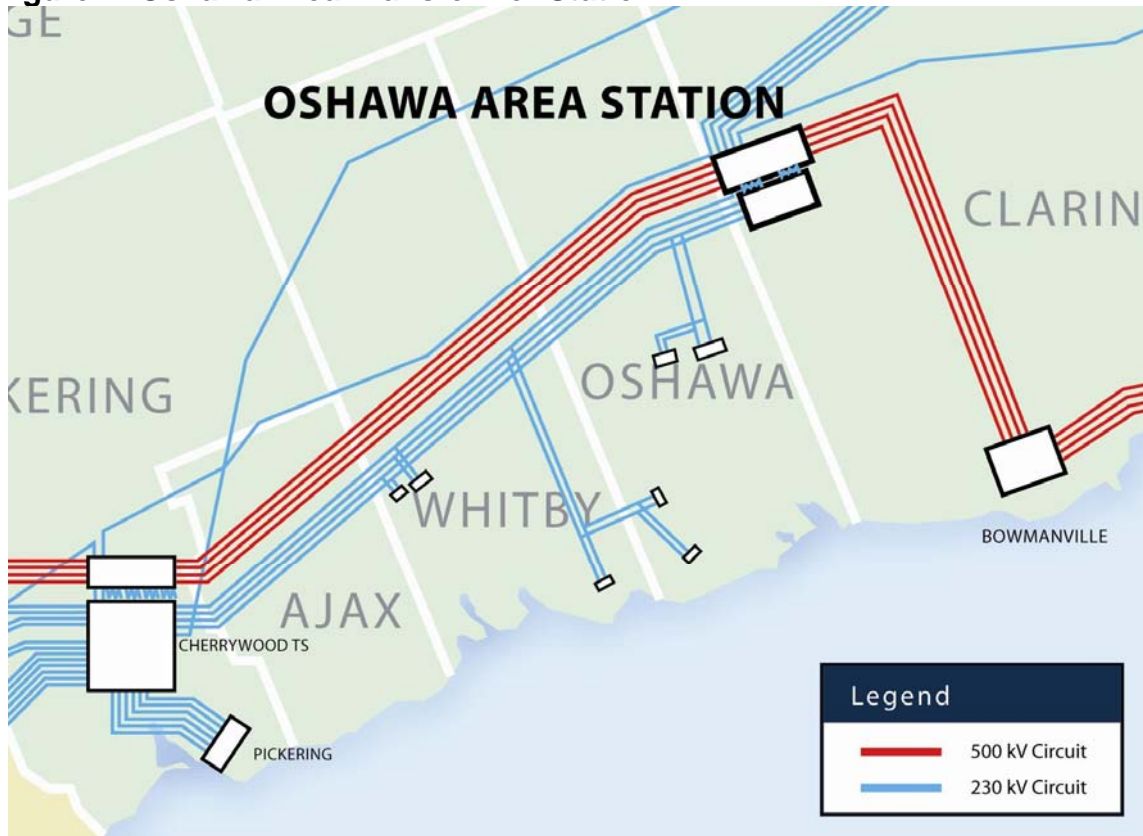 GE
OSHAWA AREA STATION
CLARIN
KERING
OSHAWA
WHITBY
BOWMANVILLE
AJAX
CHERRYWOOD TS
PICKERING
Legend
500 kV Circuit
230 kV Circuit